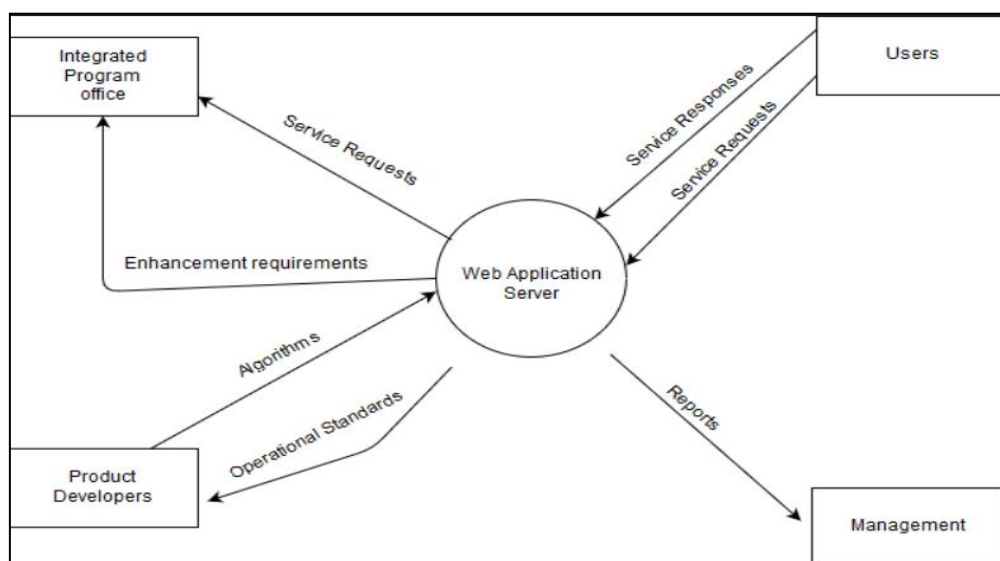 Integrated
Program
office
Users
Service Requests
Service Responses
Service Requests
Enhancement requirements
Web Application
Server
Algorithms
Operational Standards
Reports
Product
Developers
Management